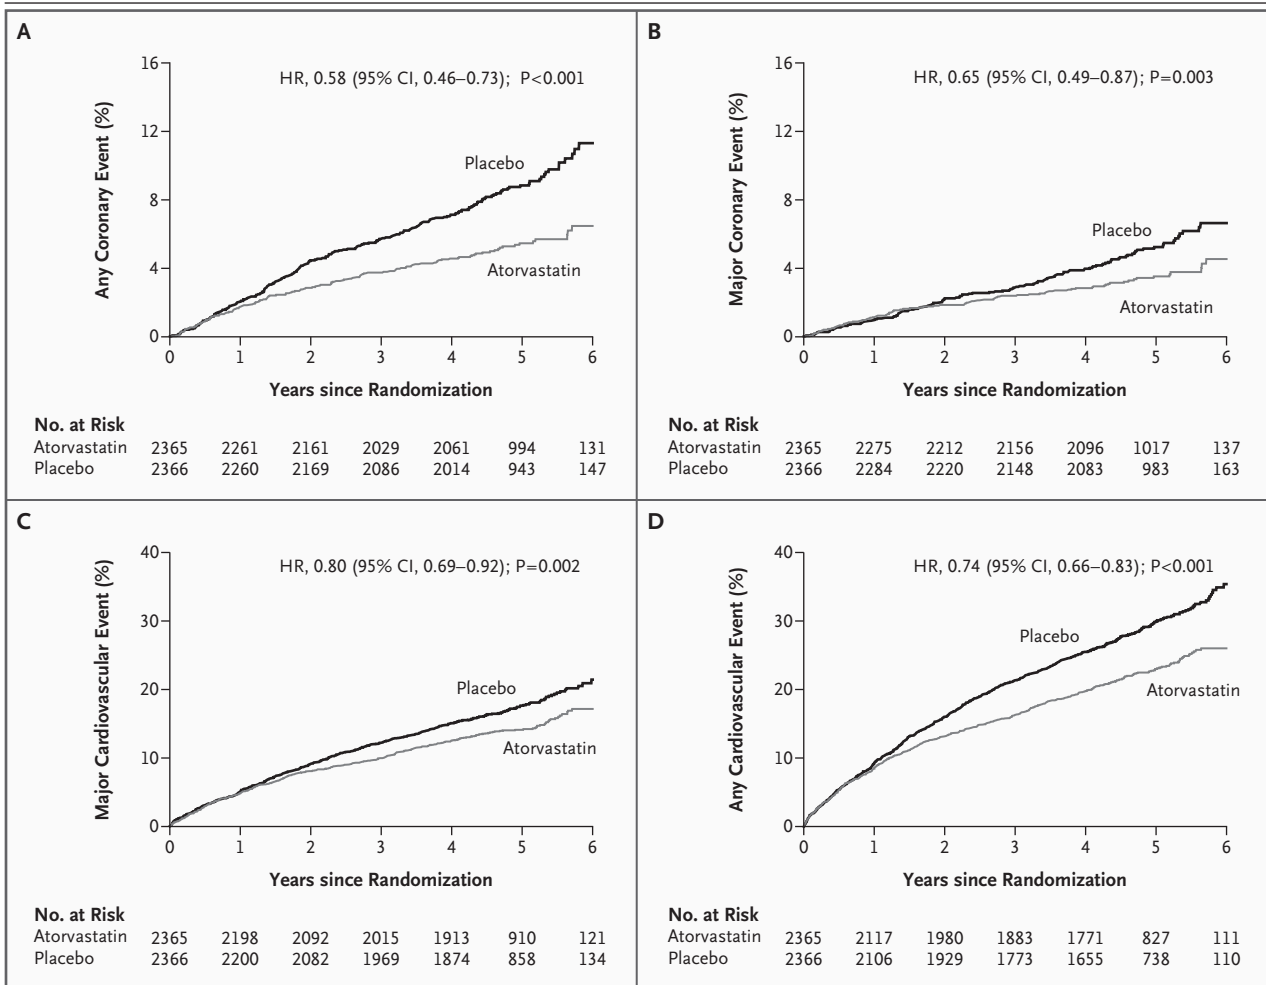 A
HR, 0.58 (95% CI, 0.46–0.73); P<0.001
Any Coronary Event (%)
16
12
8
4
0
Placebo
Atorvastatin
0 1 2 3 4 5 6
Years since Randomization
No. at Risk
Atorvastatin 2365 2261 2161 2029 2061 994 131
Placebo 2366 2260 2169 2086 2014 943 147
B
HR, 0.65 (95% CI, 0.49–0.87); P=0.003
Major Coronary Event (%)
16
12
8
4
0
Placebo
Atorvastatin
0 1 2 3 4 5 6
Years since Randomization
No. at Risk
Atorvastatin 2365 2275 2212 2156 2096 1017 137
Placebo 2366 2284 2220 2148 2083 983 163
C
HR, 0.80 (95% CI, 0.69–0.92); P=0.002
Major Cardiovascular Event (%)
40
30
20
10
0
Placebo
Atorvastatin
0 1 2 3 4 5 6
Years since Randomization
No. at Risk
Atorvastatin 2365 2198 2092 2015 1913 910 121
Placebo 2366 2200 2082 1969 1874 858 134
D
HR, 0.74 (95% CI, 0.66–0.83); P<0.001
Any Cardiovascular Event (%)
40
30
20
10
0
Placebo
Atorvastatin
0 1 2 3 4 5 6
Years since Randomization
No. at Risk
Atorvastatin 2365 2117 1980 1883 1771 827 111
Placebo 2366 2106 1929 1773 1655 738 110